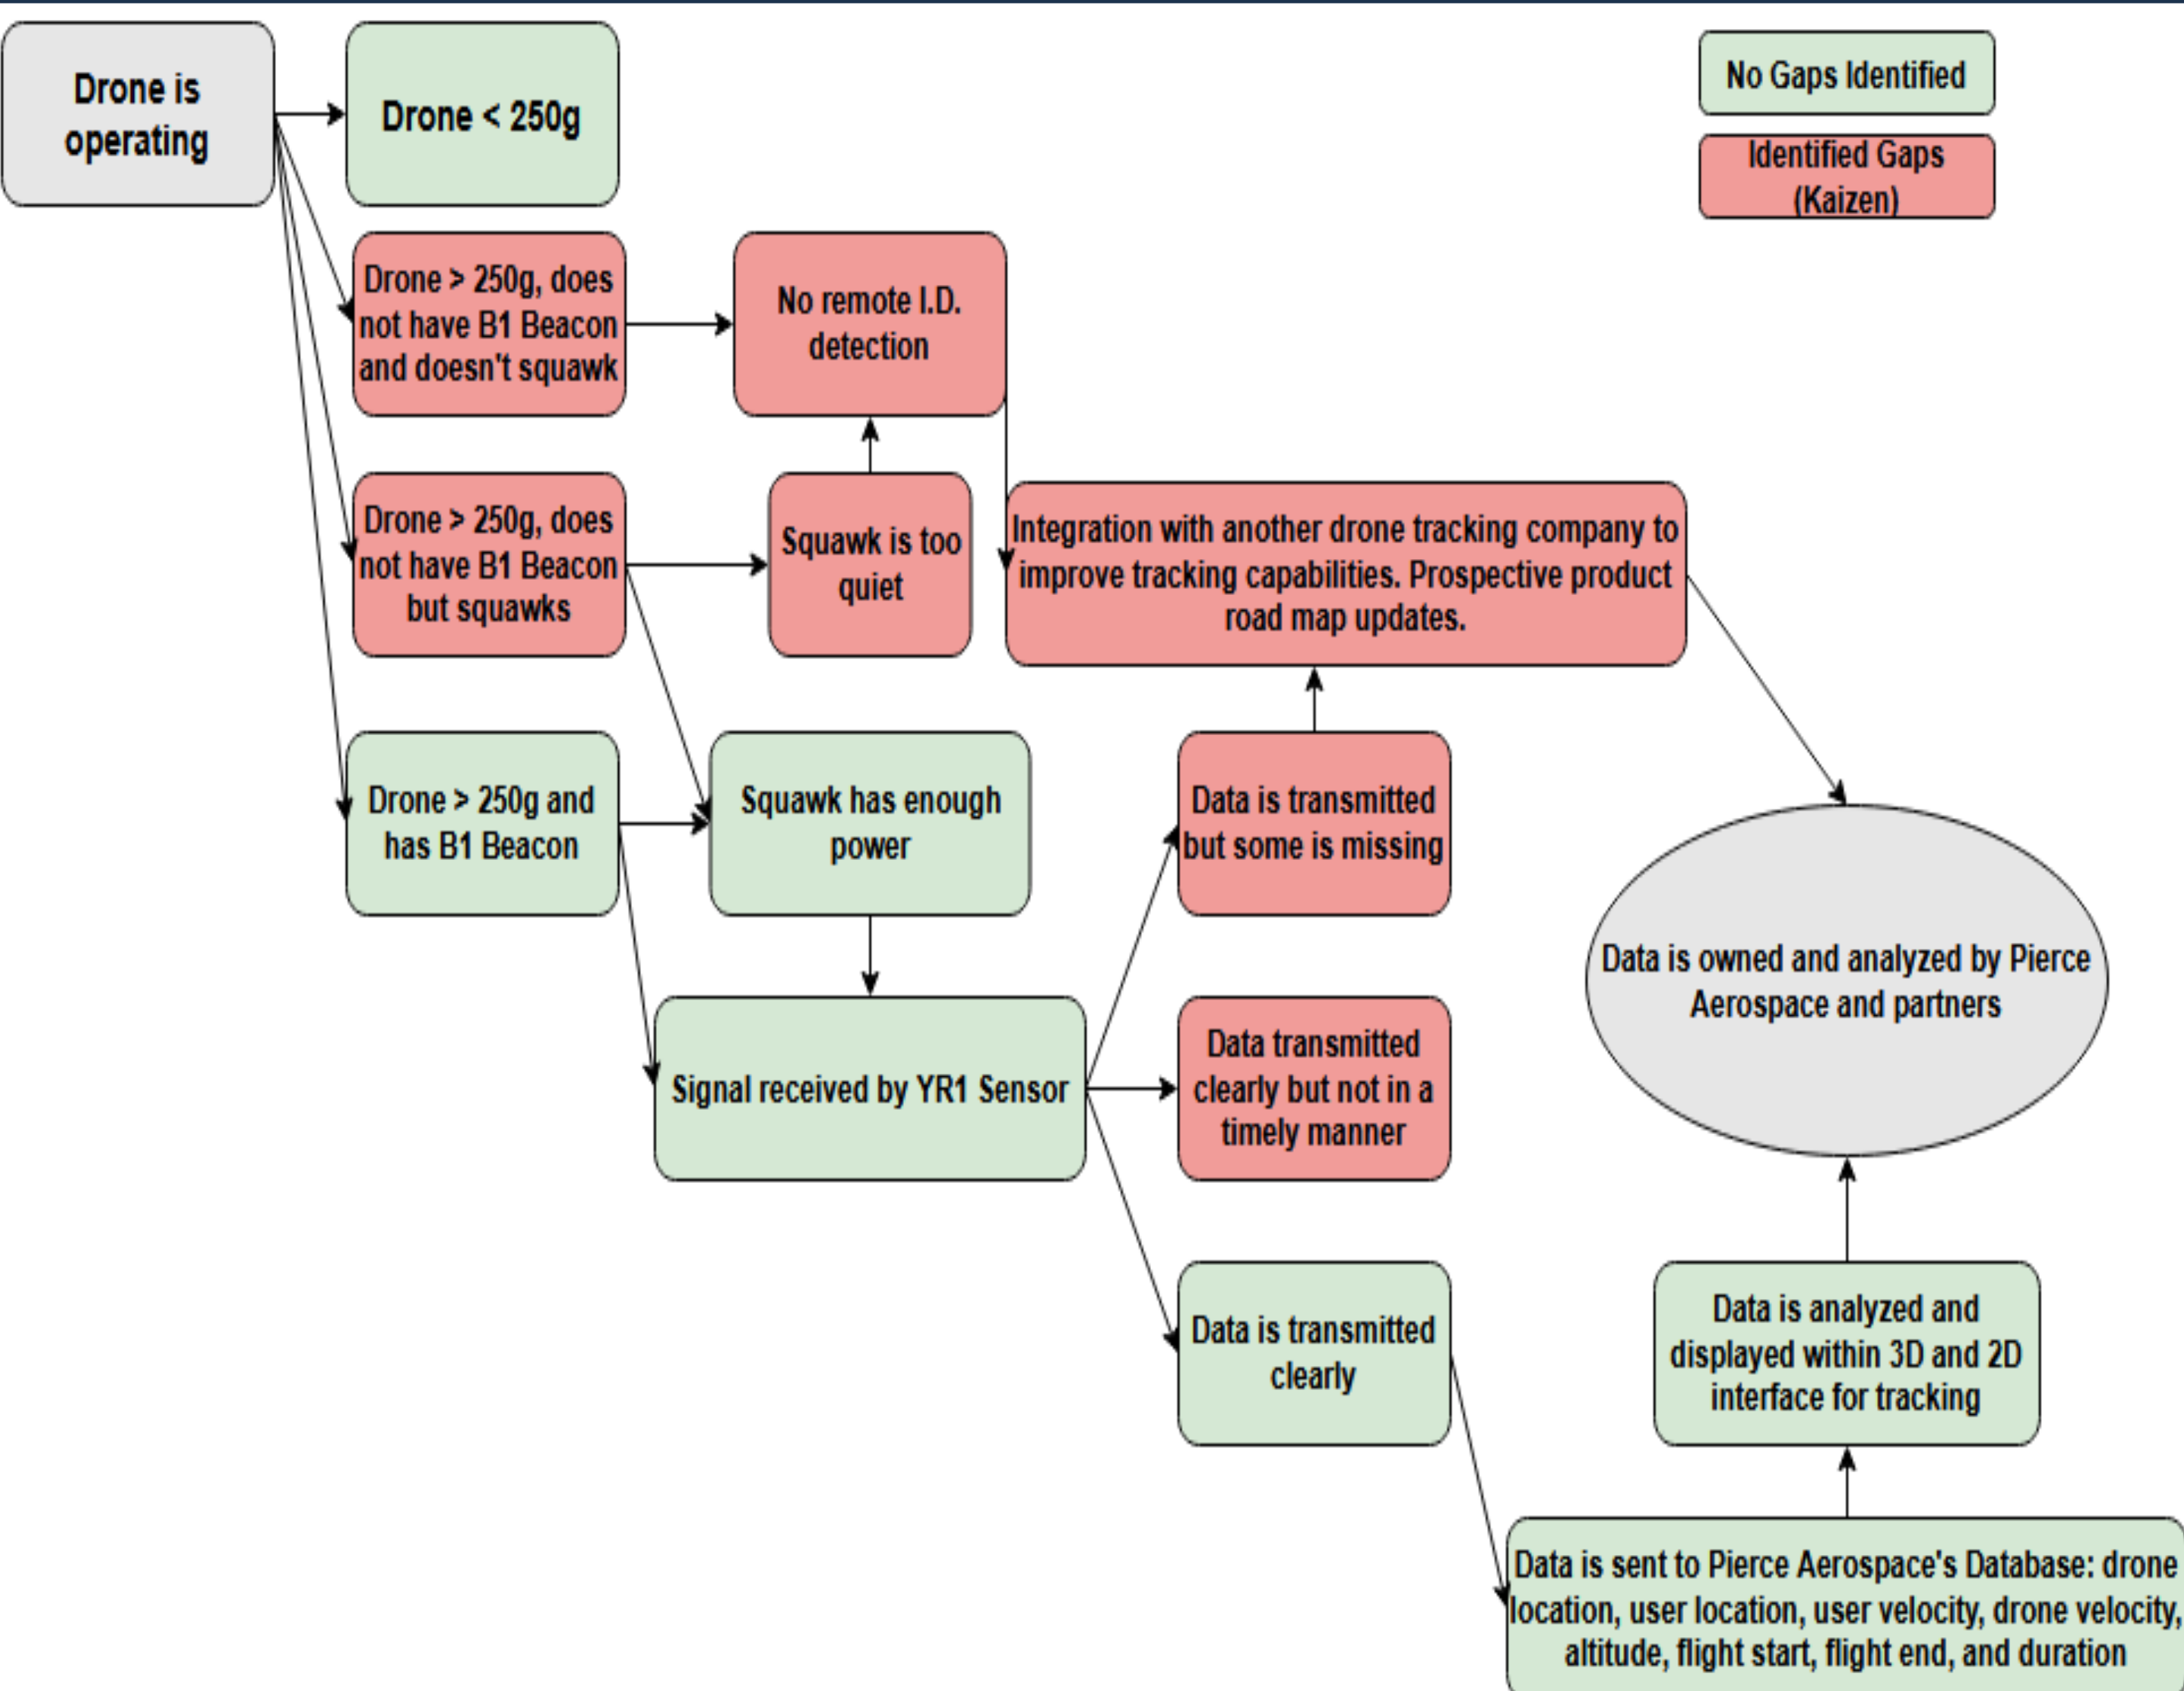 Drone is
operating
Drone < 250g
No Gaps Identified
Identified Gaps
(Kaizen)
Drone > 250g, does
not have B1 Beacon
and doesn't squawk
No remote I.D.
detection
Drone > 250g, does
not have B1 Beacon
but squawks
Squawk is too
quiet
Integration with another drone tracking company to
improve tracking capabilities. Prospective product
road map updates.
Drone > 250g and
has B1 Beacon
Squawk has enough
power
Data is transmitted
but some is missing
Data is owned and analyzed by Pierce
Aerospace and partners
Signal received by YR1 Sensor
Data transmitted
clearly but not in a
timely manner
Data is transmitted
clearly
Data is analyzed and
displayed within 3D and 2D
interface for tracking
Data is sent to Pierce Aerospace's Database: drone
location, user location, user velocity, drone velocity,
altitude, flight start, flight end, and duration